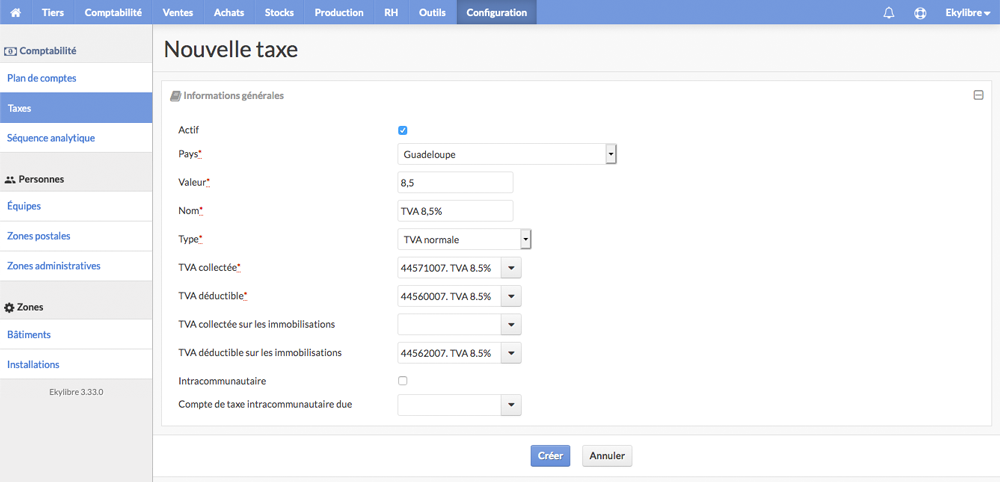 Tiers Comptabilité Ventes Achats Stocks Production RH Outils Configuration Ekylibre
Comptabilité
Plan de comptes
Taxes
Séquence analytique
Personnes
Équipes
Zones postales
Zones administratives
Zones
Bâtiments
Installations
Ekylibre 3.33.0
Nouvelle taxe
Informations générales
Actif
Pays* Guadeloupe
Valeur* 8,5
Nom* TVA 8,5%
Type* TVA normale
TVA collectée* 44571007. TVA 8.5%
TVA déductible* 44560007. TVA 8.5%
TVA collectée sur les immobilisations
TVA déductible sur les immobilisations 44562007. TVA 8.5%
Intracommunautaire
Compte de taxe intracommunautaire due
Créer Annuler